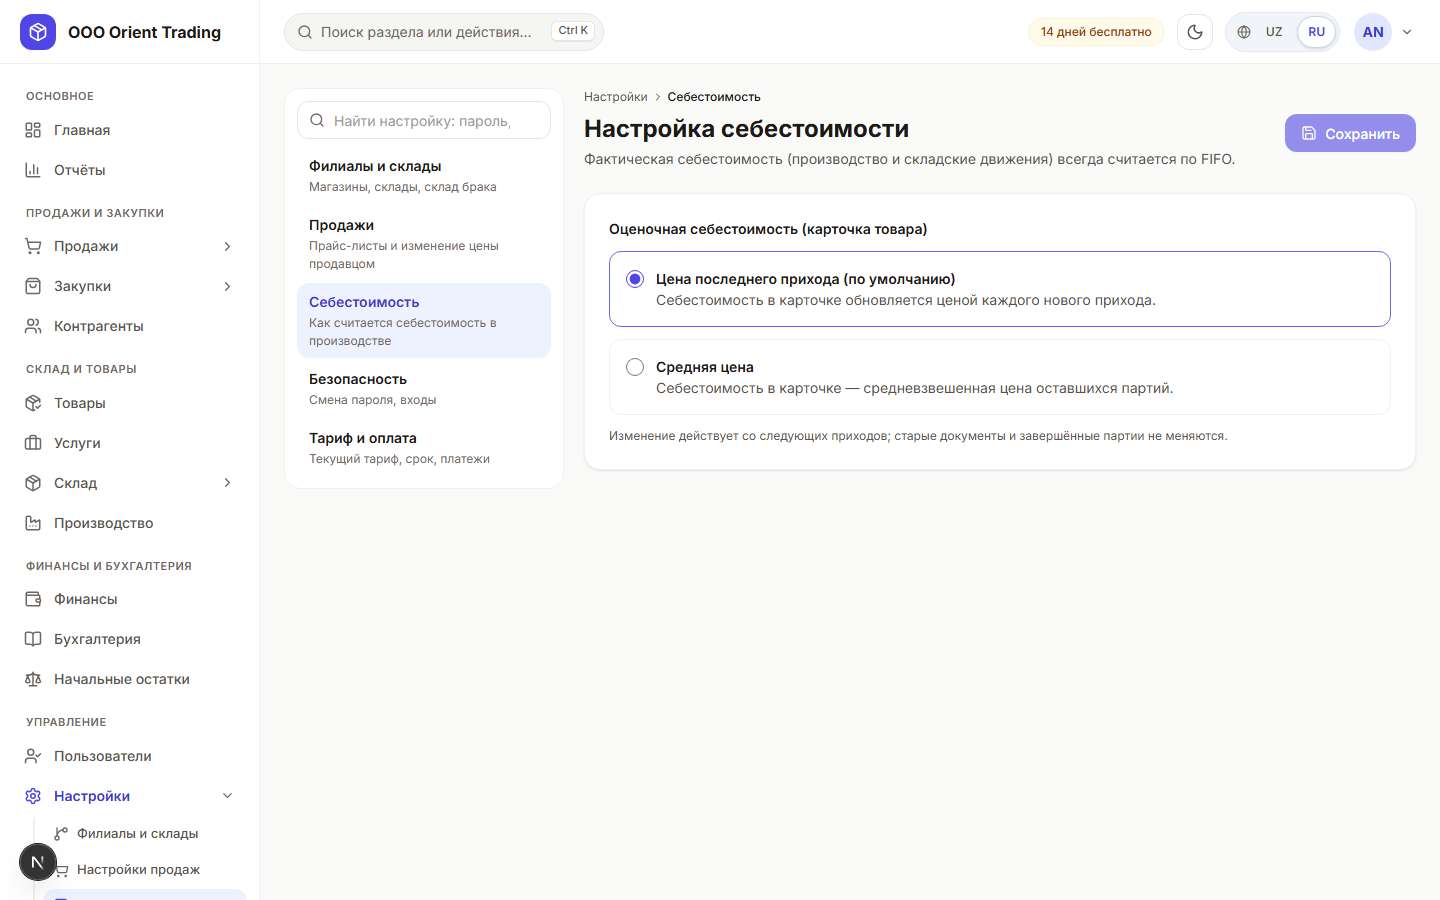 OOO Orient Trading
Поиск раздела или действия...
Ctrl K
14 дней бесплатно
UZ
RU
AN
ОСНОВНОЕ
Главная
Отчёты
ПРОДАЖИ И ЗАКУПКИ
Продажи
Закупки
Контрагенты
СКЛАД И ТОВАРЫ
Товары
Услуги
Склад
Производство
ФИНАНСЫ И БУХГАЛТЕРИЯ
Финансы
Бухгалтерия
Начальные остатки
УПРАВЛЕНИЕ
Пользователи
Настройки
Филиалы и склады
Настройки продаж
N
Найти настройку: пароль,
Филиалы и склады
Магазины, склады, склад брака
Продажи
Прайс-листы и изменение цены
продавцом
Себестоимость
Как считается себестоимость в
производстве
Безопасность
Смена пароля, входы
Тариф и оплата
Текущий тариф, срок, платежи
Настройки > Себестоимость
Настройка себестоимости
Фактическая себестоимость (производство и складские движения) всегда считается по FIFO.
Сохранить
Оценочная себестоимость (карточка товара)
Цена последнего прихода (по умолчанию)
Себестоимость в карточке обновляется ценой каждого нового прихода.
Средняя цена
Себестоимость в карточке — средневзвешенная цена оставшихся партий.
Изменение действует со следующих приходов; старые документы и завершённые партии не меняются.